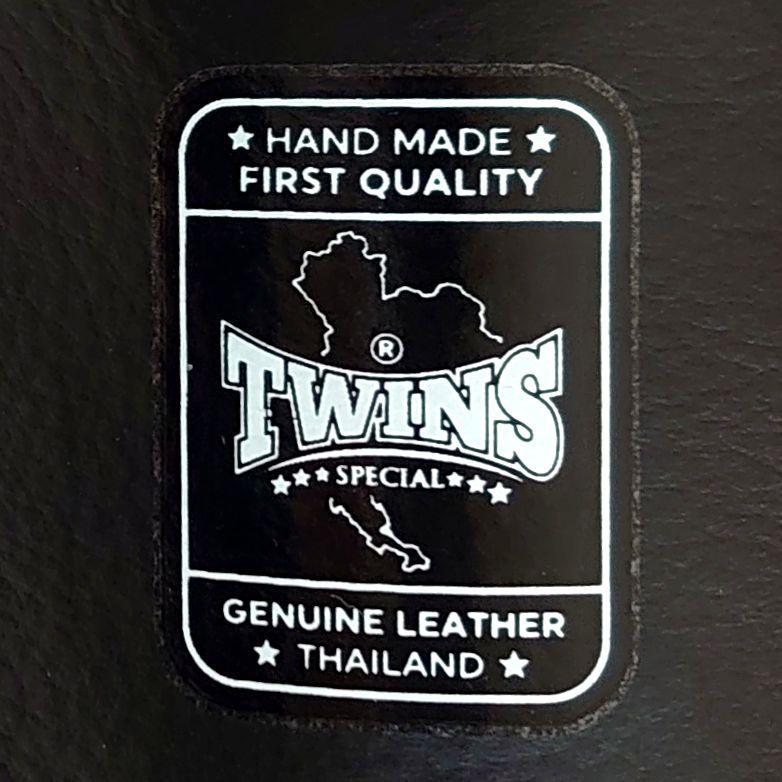 ★ HAND MADE ★
FIRST QUALITY
®
TWINS
★★★ SPECIAL ★★★
GENUINE LEATHER
★ THAILAND ★